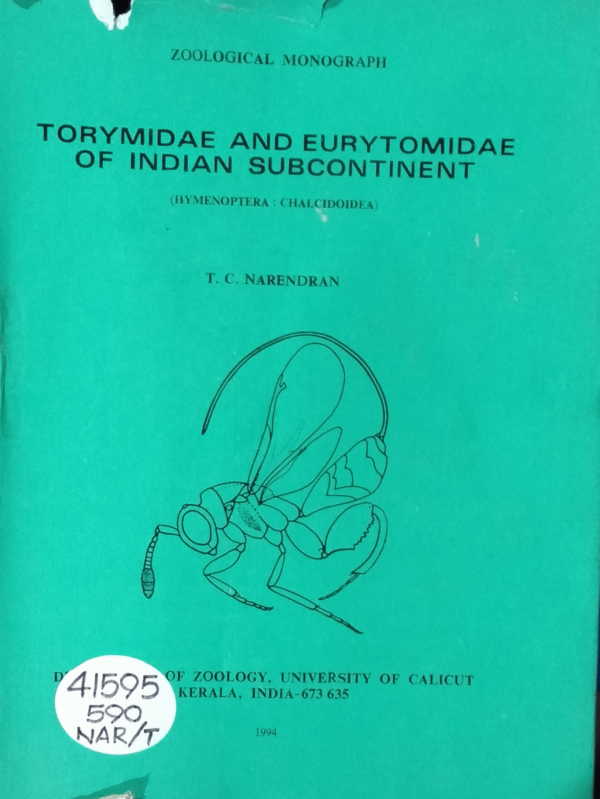 ZOOLOGICAL MONOGRAPH
TORYMIDAE AND EURYTOMIDAE
OF INDIAN SUBCONTINENT
(HYMENOPTERA : CHALCIDOIDEA)
T. C. NARENDRAN
OF ZOOLOGY, UNIVERSITY OF CALICUT
KERALA, INDIA-673 635
41595
590
NAR/T
1994